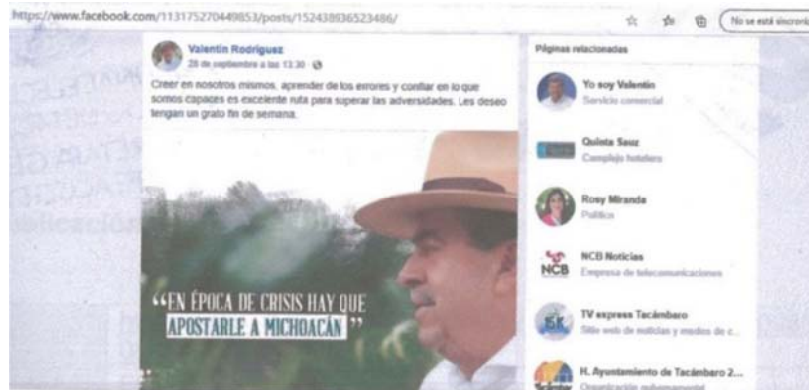 https://www.facebook.com/113175270449853/posts/152438936523486/
No se está sincroni
Valentín Rodríguez
28 de septiembre a las 13:30
Creer en nosotros mismos, aprender de los errores y confiar en lo que
somos capaces es excelente ruta para superar las adversidades. Les deseo
tengan un grato fin de semana.
“EN ÉPOCA DE CRISIS HAY QUE
APOSTARLE A MICHOACÁN”
Páginas relacionadas
Yo soy Valentín
Servicio comercial
Quinta Sauz
Complejo hotelero
Rosy Miranda
Político
NCB
NCB Noticias
Empresa de telecomunicaciones
TV express Tacámbaro
Sitio web de noticias y medios de c...
H. Ayuntamiento de Tacámbaro 2...
Organización gubernamental